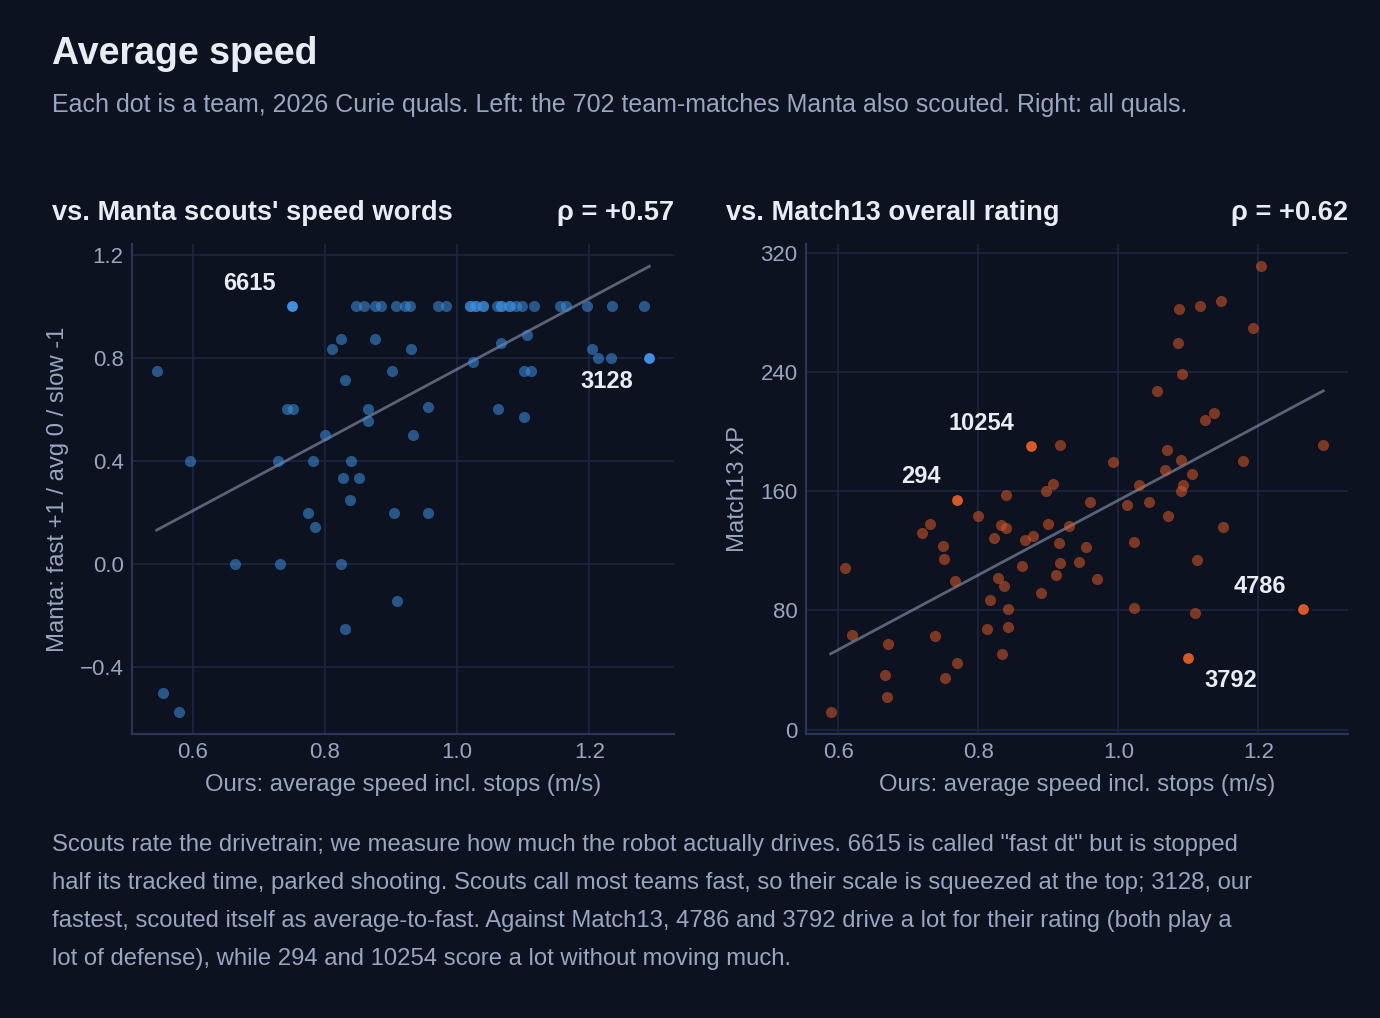 Average speed
Each dot is a team, 2026 Curie quals. Left: the 702 team-matches Manta also scouted. Right: all quals.
vs. Manta scouts' speed words
ρ = +0.57
1.2
0.8
0.4
0.0
−0.4
Manta: fast +1 / avg 0 / slow -1
6615
3128
0.6
0.8
1.0
1.2
Ours: average speed incl. stops (m/s)
vs. Match13 overall rating
ρ = +0.62
320
240
160
80
0
Match13 xP
10254
294
4786
3792
0.6
0.8
1.0
1.2
Ours: average speed incl. stops (m/s)
Scouts rate the drivetrain; we measure how much the robot actually drives. 6615 is called "fast dt" but is stopped
half its tracked time, parked shooting. Scouts call most teams fast, so their scale is squeezed at the top; 3128, our
fastest, scouted itself as average-to-fast. Against Match13, 4786 and 3792 drive a lot for their rating (both play a
lot of defense), while 294 and 10254 score a lot without moving much.